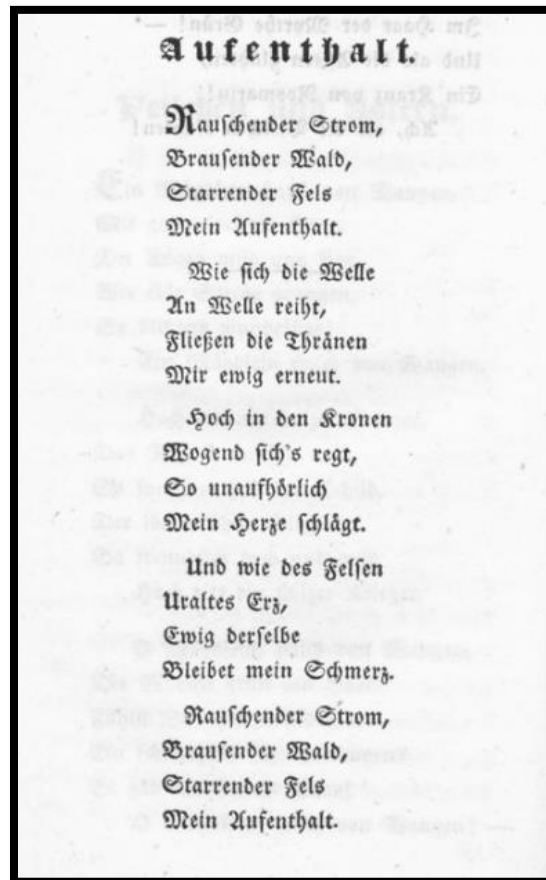 Aufenthalt.
Rauschender Strom,
Brausender Wald,
Starrender Fels
Mein Aufenthalt.
Wie sich die Welle
An Welle reiht,
Fließen die Thränen
Mir ewig erneut.
Hoch in den Kronen
Wogend sich's regt,
So unaufhörlich
Mein Herze schlägt.
Und wie des Felsen
Uraltes Erz,
Ewig derselbe
Bleibet mein Schmerz.
Rauschender Strom,
Brausender Wald,
Starrender Fels
Mein Aufenthalt.